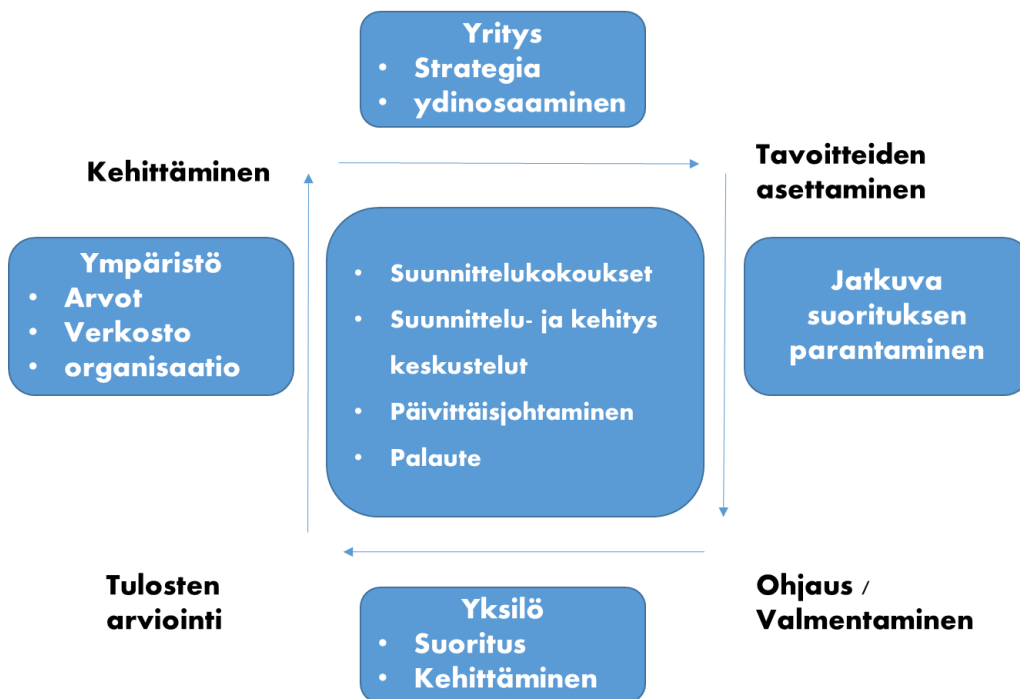 Yritys
• Strategia
• ydinosaaminen
Kehittäminen
Tavoitteiden
asettaminen
Ympäristö
• Arvot
• Verkosto
• organisaatio
• Suunnittelukokoukset
• Suunnittelu- ja kehitys
keskustelut
• Päivittäisjohtaminen
• Palaute
Jatkuva
suorituksen
parantaminen
Tulosten
arviointi
Yksilö
• Suoritus
• Kehittäminen
Ohjaus /
Valmentaminen